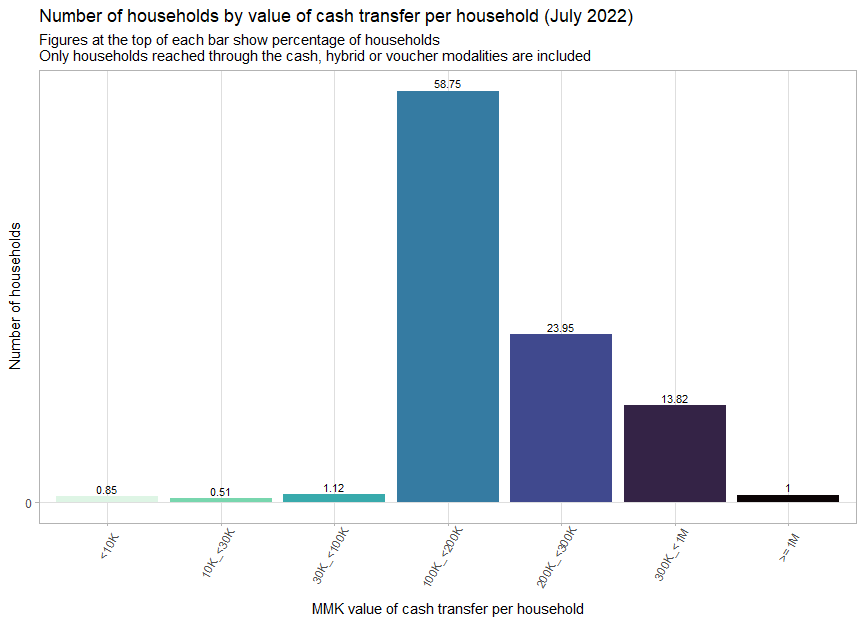 Number of households by value of cash transfer per household (July 2022)
Figures at the top of each bar show percentage of households
Only households reached through the cash, hybrid or voucher modalities are included
58.75
23.95
13.82
0.85
0.51
1.12
1
Number of households
0
<10K
10K_<30K
30K_<100K
100K_<200K
200K_<300K
300K_<1M
>= 1M
MMK value of cash transfer per household